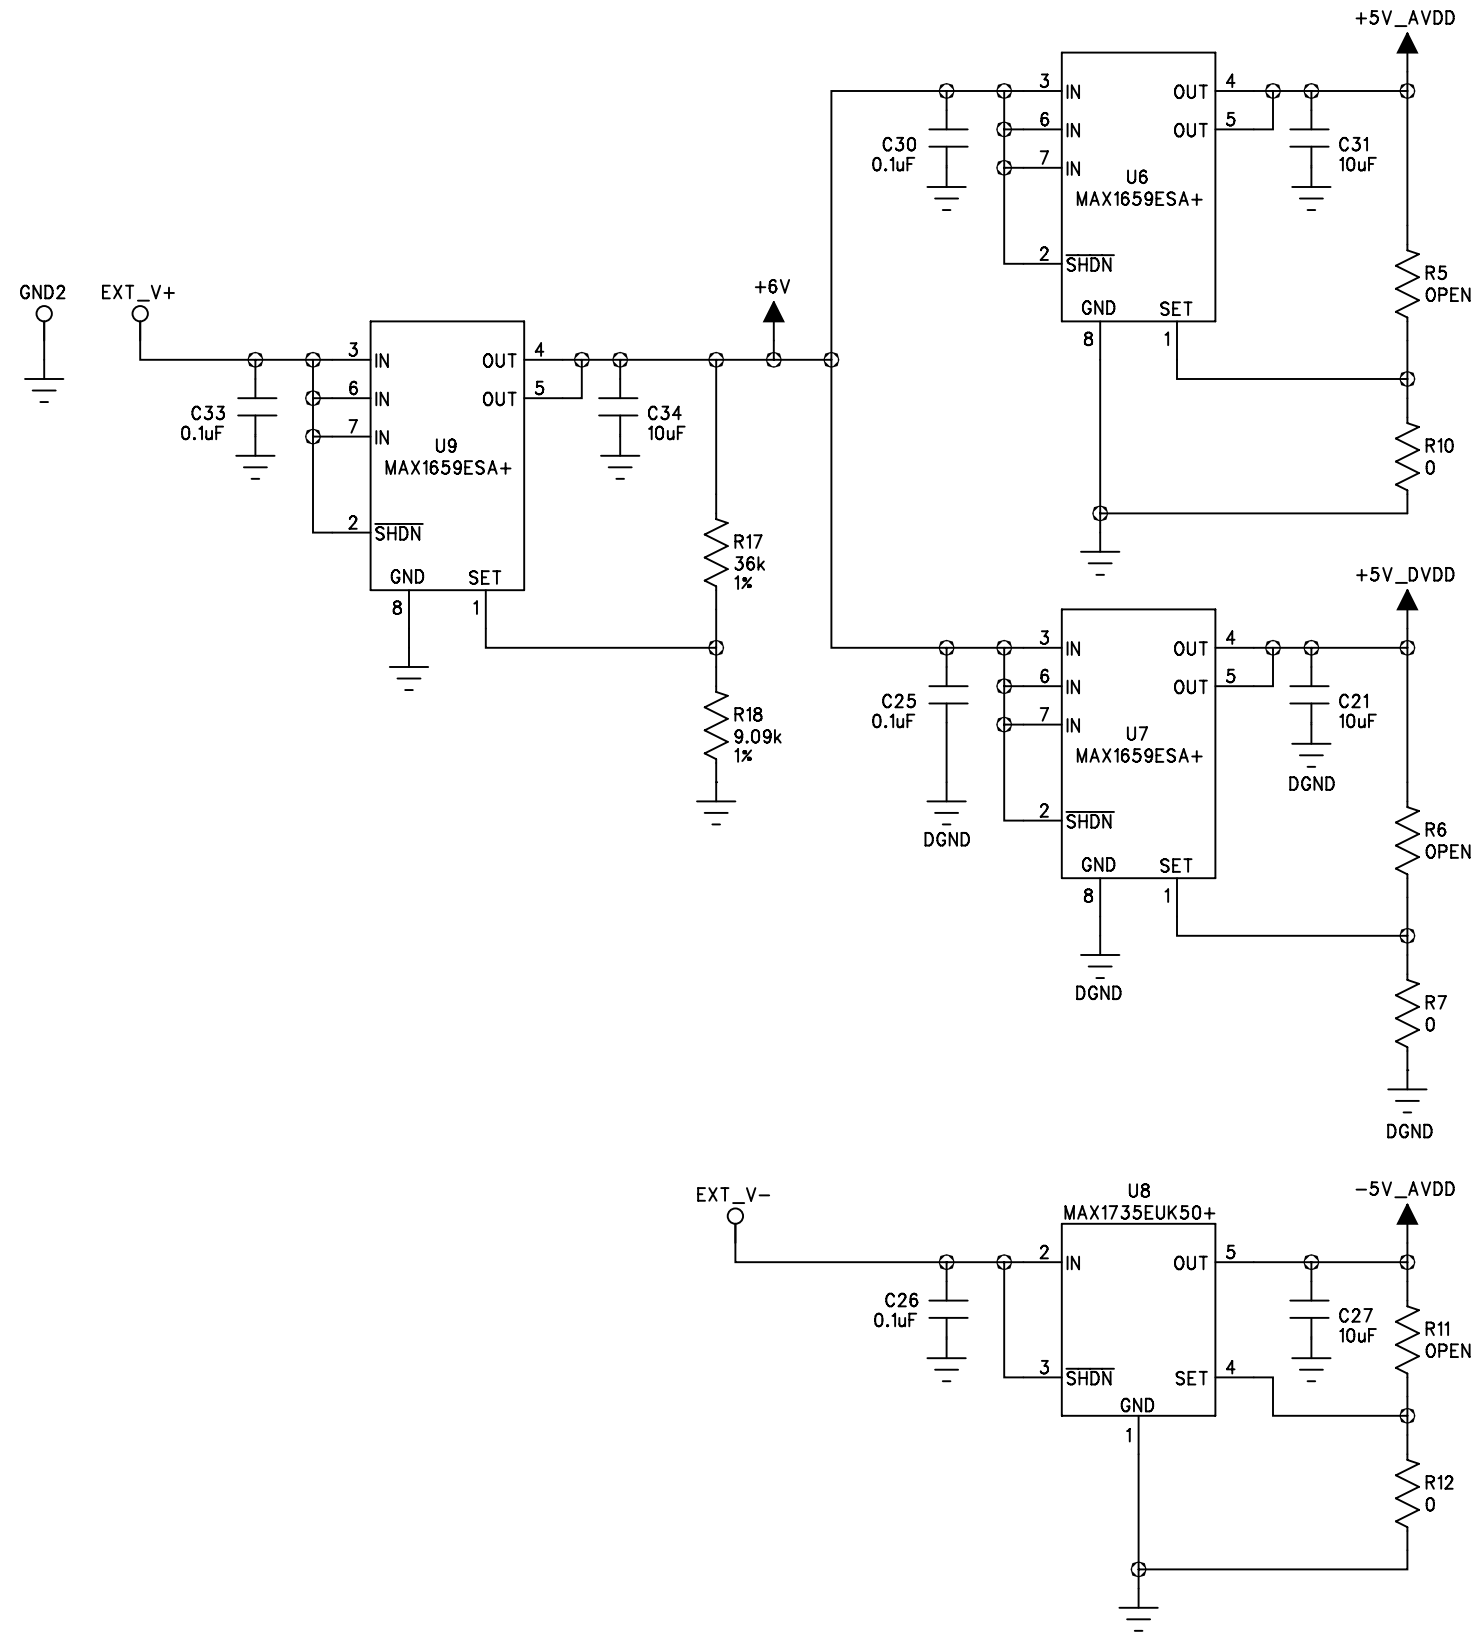 +5V_AVDD
3
IN
OUT
4
6
IN
OUT
5
7
IN
C30
0.1uF
C31
10uF
U6
MAX1659ESA+
2
SHDN
GND
SET
8
1
R5
OPEN
R10
0
GND2
EXT_V+
+6V
3
IN
OUT
4
6
IN
OUT
5
7
IN
C33
0.1uF
C34
10uF
U9
MAX1659ESA+
2
SHDN
GND
SET
8
1
R17
36k
1%
R18
9.09k
1%
+5V_DVDD
3
IN
OUT
4
6
IN
OUT
5
7
IN
C25
0.1uF
C21
10uF
U7
MAX1659ESA+
DGND
2
SHDN
DGND
GND
SET
8
1
DGND
R6
OPEN
R7
0
DGND
EXT_V-
U8
MAX1735EUK50+
-5V_AVDD
2
IN
OUT
5
C26
0.1uF
C27
10uF
R11
OPEN
3
SHDN
SET
4
GND
1
R12
0